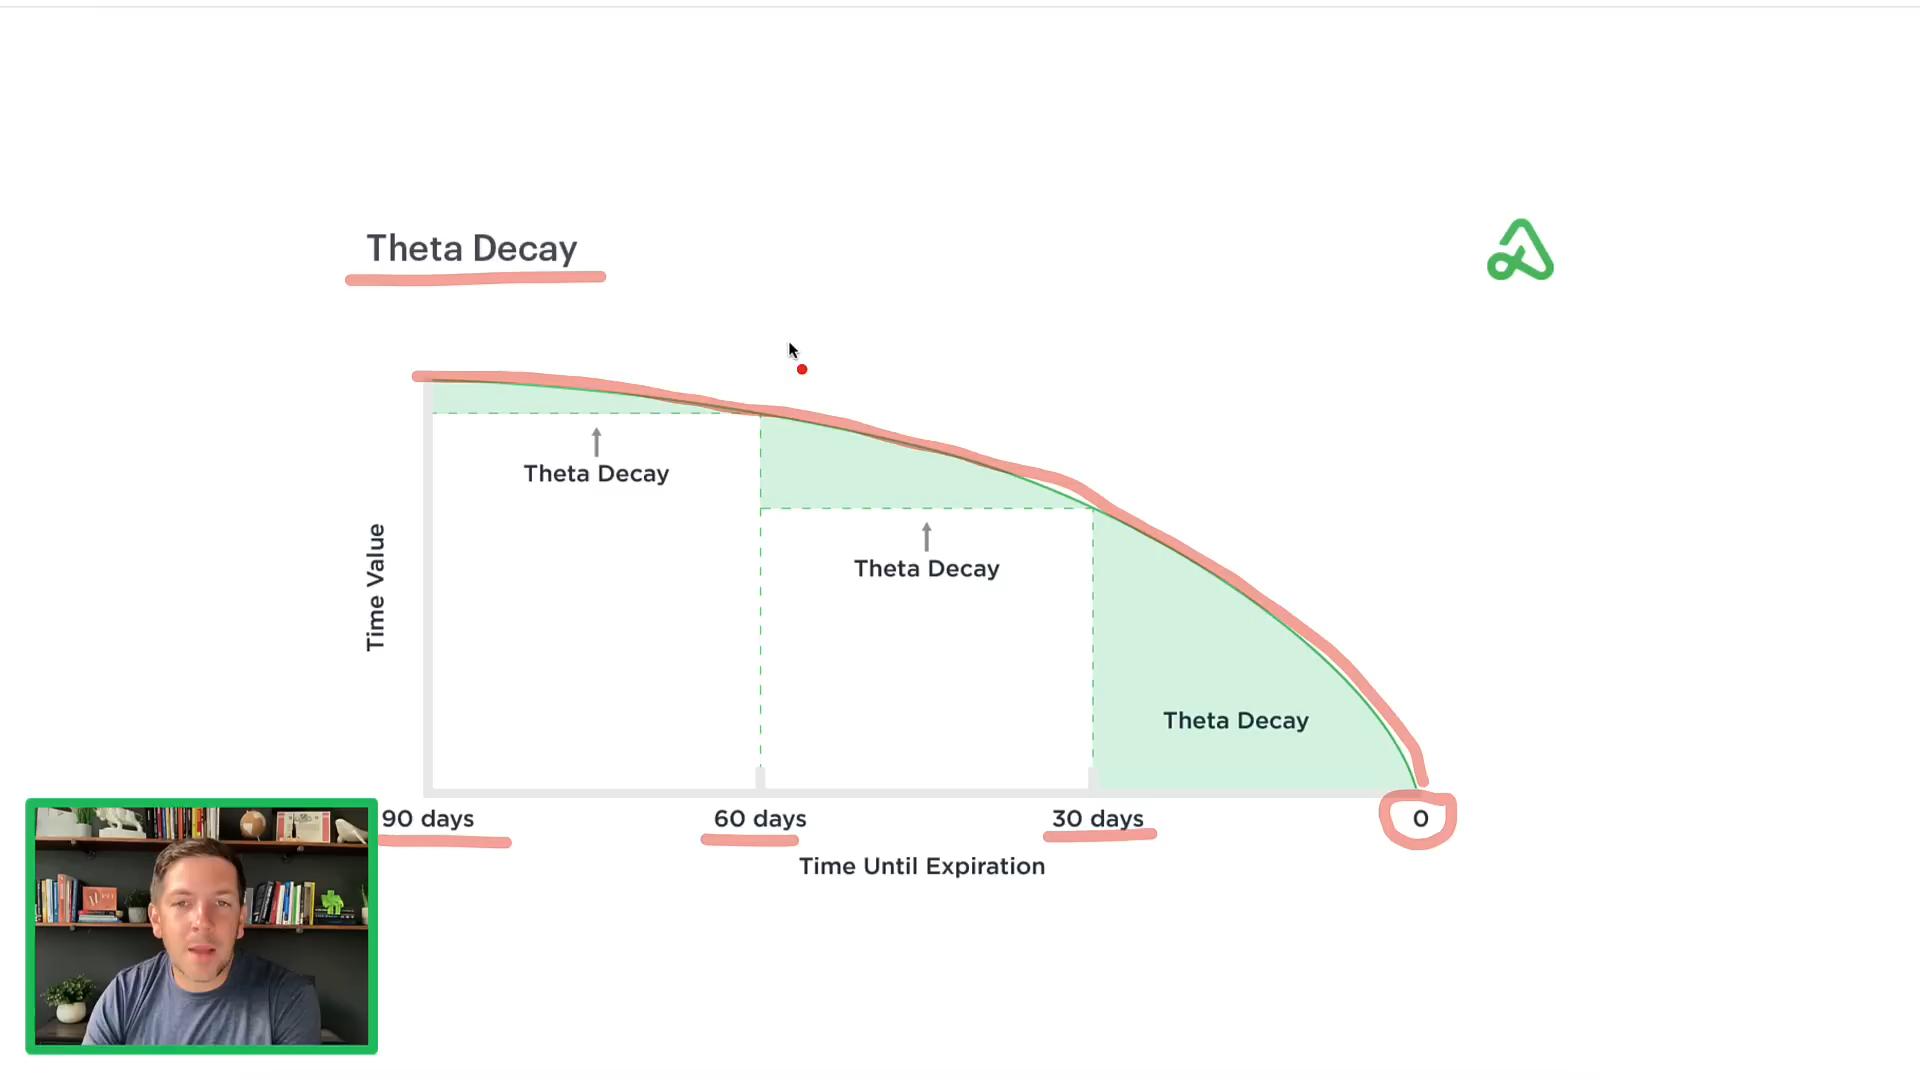 Theta Decay
Theta Decay
Theta Decay
Time Value
Theta Decay
90 days
60 days
30 days
0
Time Until Expiration